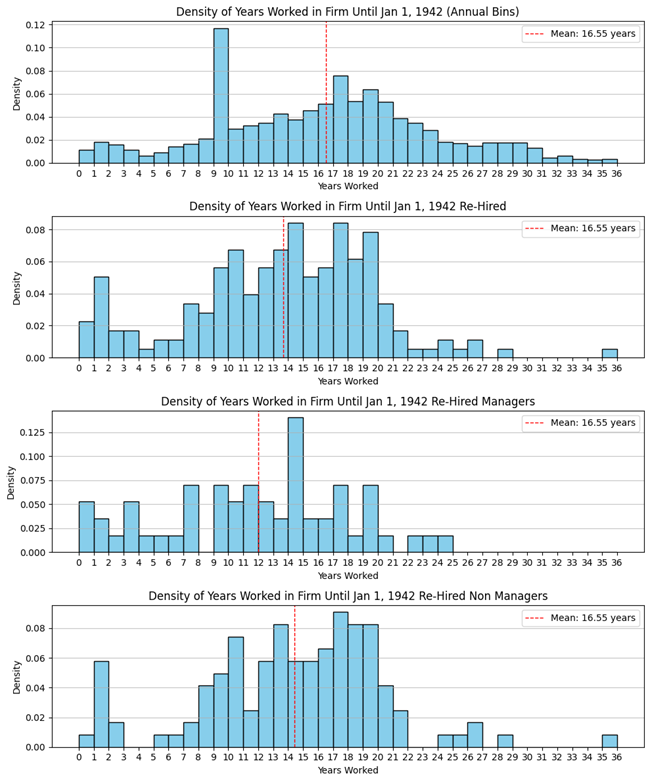 Density of Years Worked in Firm Until Jan 1, 1942 (Annual Bins)
Mean: 16.55 years
0.12
0.10
0.08
0.06
0.04
0.02
0.00
Density
0 1 2 3 4 5 6 7 8 9 10 11 12 13 14 15 16 17 18 19 20 21 22 23 24 25 26 27 28 29 30 31 32 33 34 35 36
Years Worked
Density of Years Worked in Firm Until Jan 1, 1942 Re-Hired
Mean: 16.55 years
0.08
0.06
0.04
0.02
0.00
Density
0 1 2 3 4 5 6 7 8 9 10 11 12 13 14 15 16 17 18 19 20 21 22 23 24 25 26 27 28 29 30 31 32 33 34 35 36
Years Worked
Density of Years Worked in Firm Until Jan 1, 1942 Re-Hired Managers
Mean: 16.55 years
0.125
0.100
0.075
0.050
0.025
0.000
Density
0 1 2 3 4 5 6 7 8 9 10 11 12 13 14 15 16 17 18 19 20 21 22 23 24 25 26 27 28 29 30 31 32 33 34 35 36
Years Worked
Density of Years Worked in Firm Until Jan 1, 1942 Re-Hired Non Managers
Mean: 16.55 years
0.08
0.06
0.04
0.02
0.00
Density
0 1 2 3 4 5 6 7 8 9 10 11 12 13 14 15 16 17 18 19 20 21 22 23 24 25 26 27 28 29 30 31 32 33 34 35 36
Years Worked